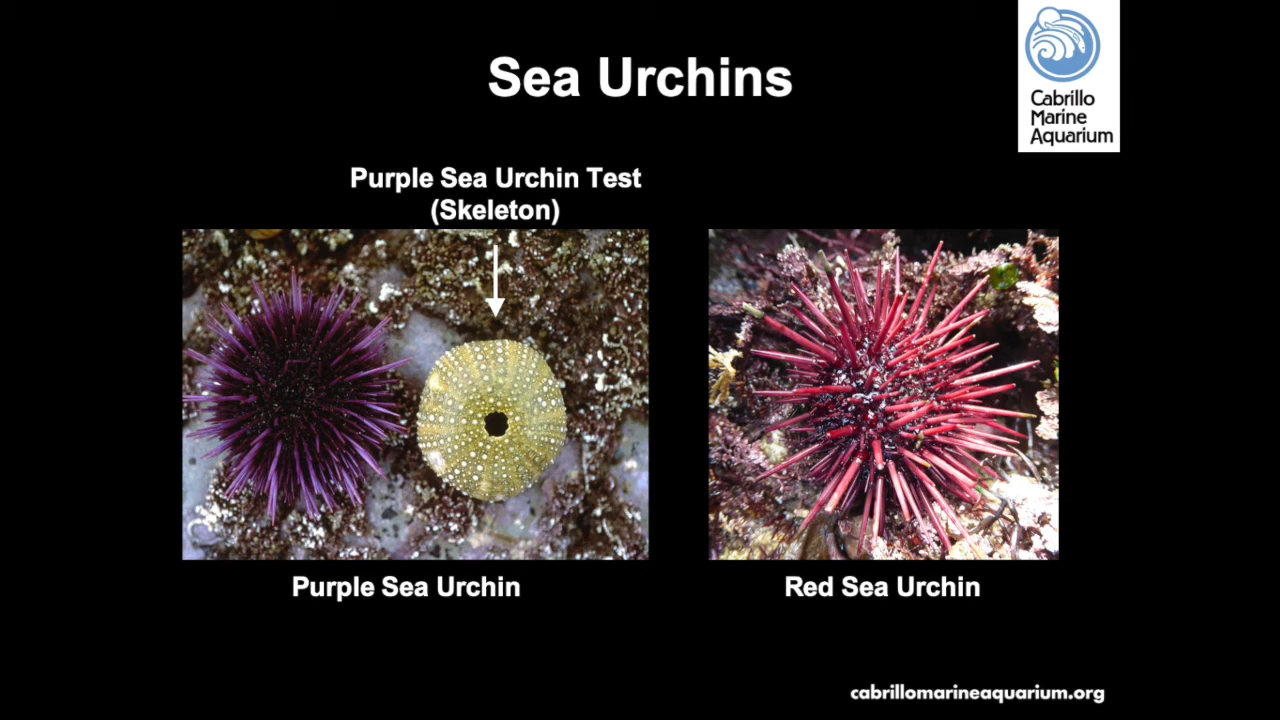 Sea Urchins
Cabrillo
Marine
Aquarium
Purple Sea Urchin Test
(Skeleton)
Purple Sea Urchin
Red Sea Urchin
cabrillomarineaquarium.org